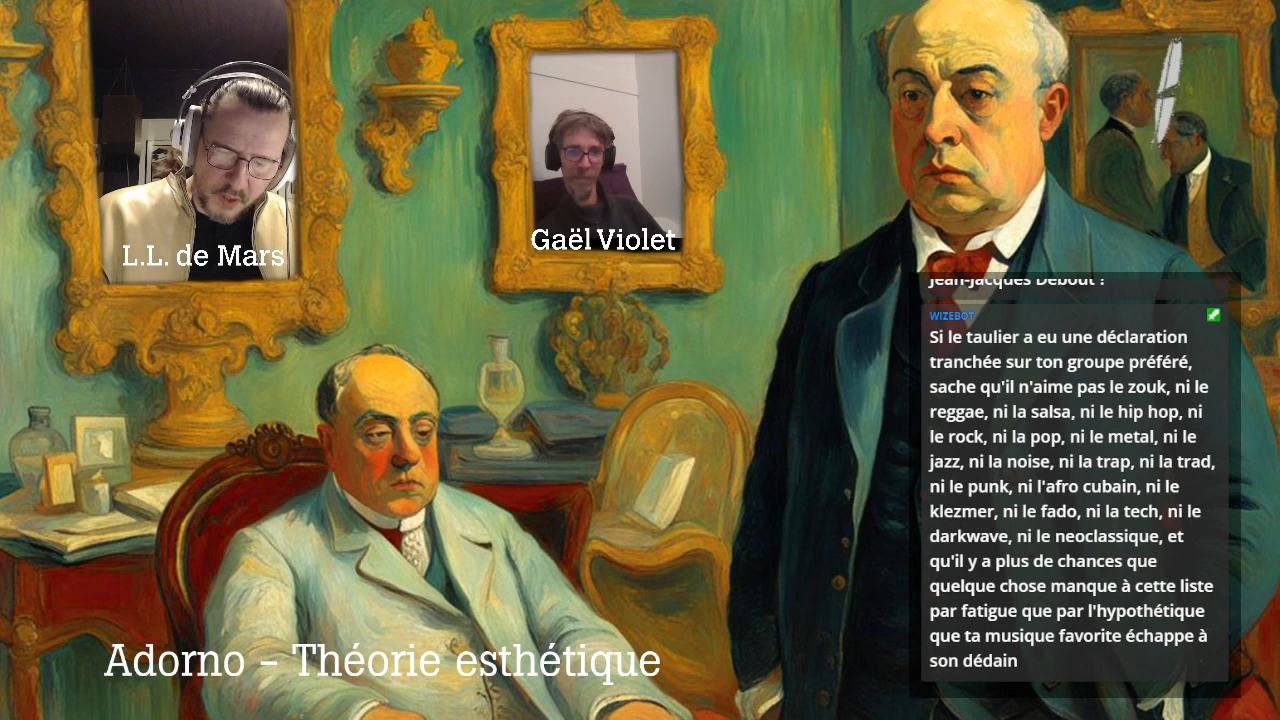 L.L. de Mars
Gaël Violet
Jean-Jacques Debout !
WIZEBOT
Si le taulier a eu une déclaration
tranchée sur ton groupe préféré,
sache qu'il n'aime pas le zouk, ni le
reggae, ni la salsa, ni le hip hop, ni
le rock, ni la pop, ni le metal, ni le
jazz, ni la noise, ni la trap, ni la trad,
ni le punk, ni l'afro cubain, ni le
klezmer, ni le fado, ni la tech, ni le
darkwave, ni le neoclassique, et
qu'il y a plus de chances que
quelque chose manque à cette liste
par fatigue que par l'hypothétique
que ta musique favorite échappe à
son dédain
Adorno – Théorie esthétique